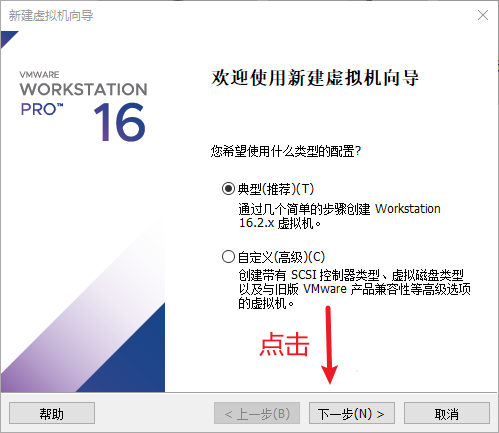 新建虚拟机向导
VMWARE
WORKSTATION
PRO™ 16
欢迎使用新建虚拟机向导
您希望使用什么类型的配置?
典型(推荐)(T)
通过几个简单的步骤创建 Workstation
16.2.x 虚拟机。
自定义(高级)(C)
创建带有 SCSI 控制器类型、虚拟磁盘类型
以及与旧版 VMware 产品兼容性等高级选项
的虚拟机。
点击
帮助
< 上一步(B)
下一步(N) >
取消